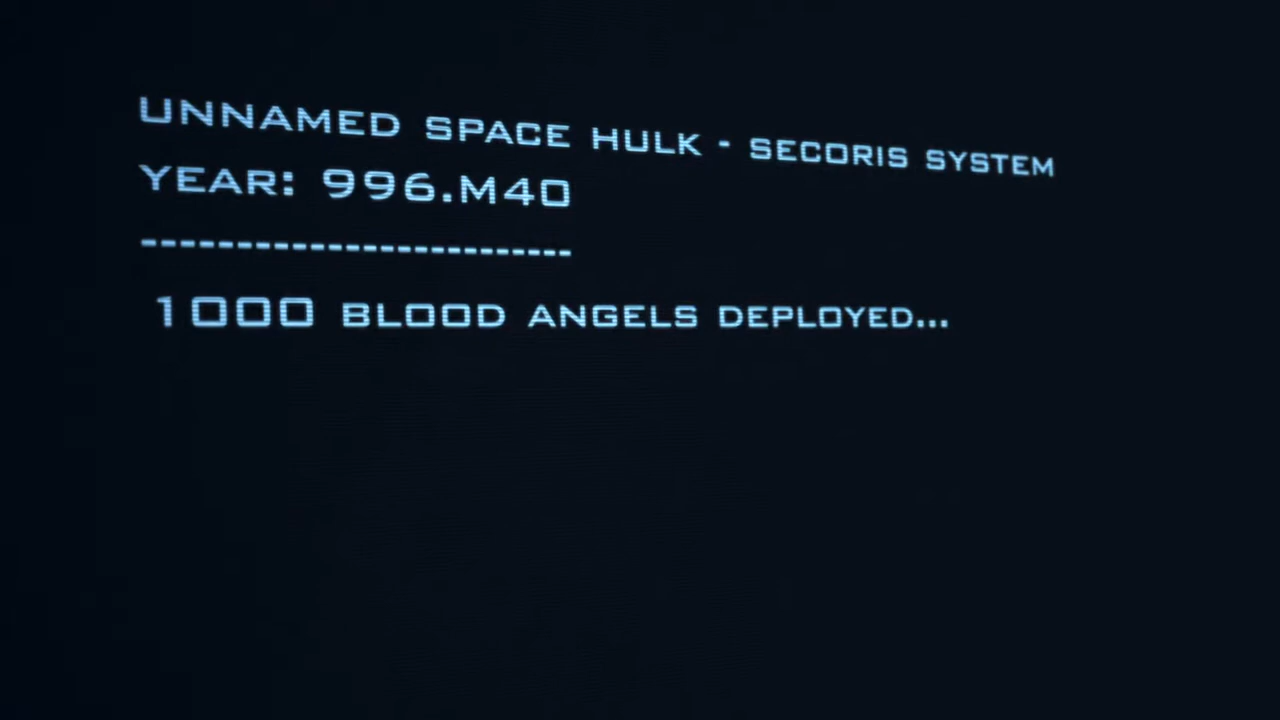 UNNAMED SPACE HULK - SECORIS SYSTEM
YEAR: 996.M40
-------------------------
1000 BLOOD ANGELS DEPLOYED...